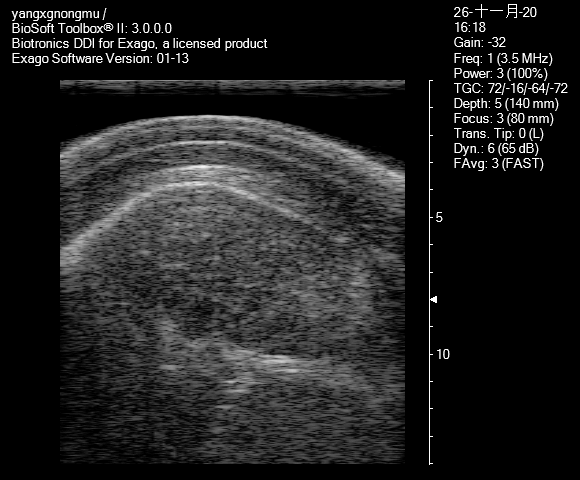 yangxgnongmu /
BioSoft Toolbox® II: 3.0.0.0
Biotronics DDI for Exago, a licensed product
Exago Software Version: 01-13
26-十一月-20
16:18
Gain: -32
Freq: 1 (3.5 MHz)
Power: 3 (100%)
TGC: 72/-16/-64/-72
Depth: 5 (140 mm)
Focus: 3 (80 mm)
Trans. Tip: 0 (L)
Dyn.: 6 (65 dB)
FAvg: 3 (FAST)
5
10